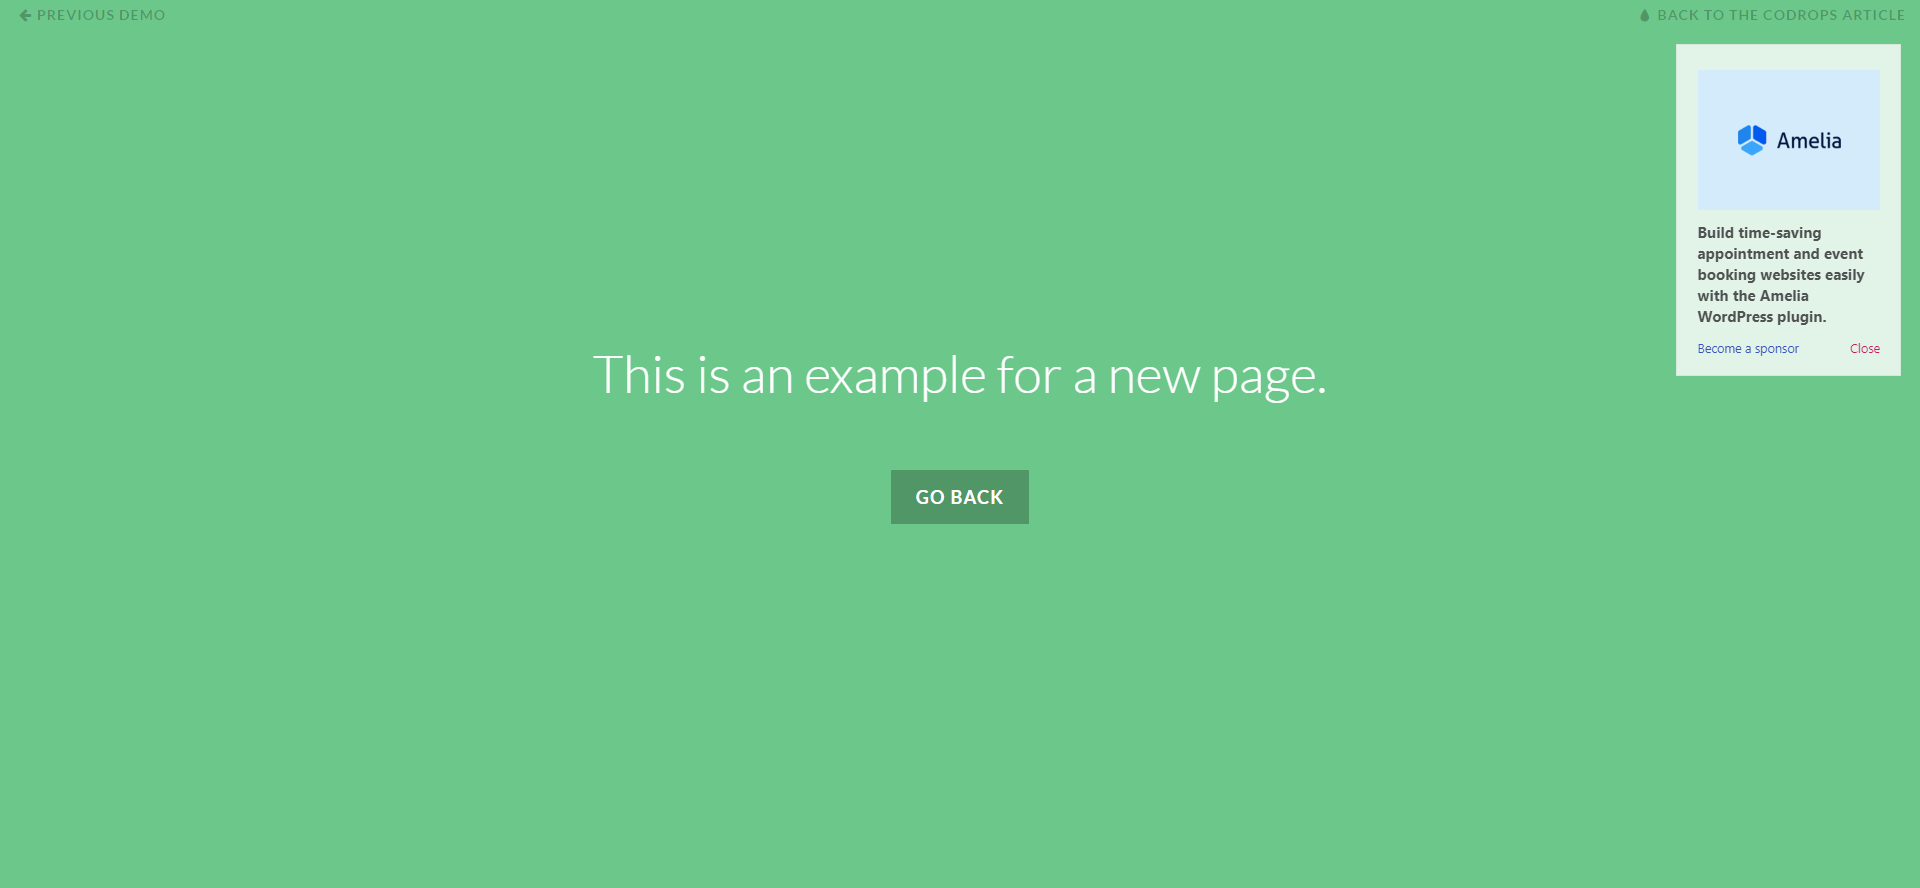 PREVIOUS DEMO
BACK TO THE CODROPS ARTICLE
Amelia
Build time-saving
appointment and event
booking websites easily
with the Amelia
WordPress plugin.
Become a sponsor
Close
This is an example for a new page.
GO BACK